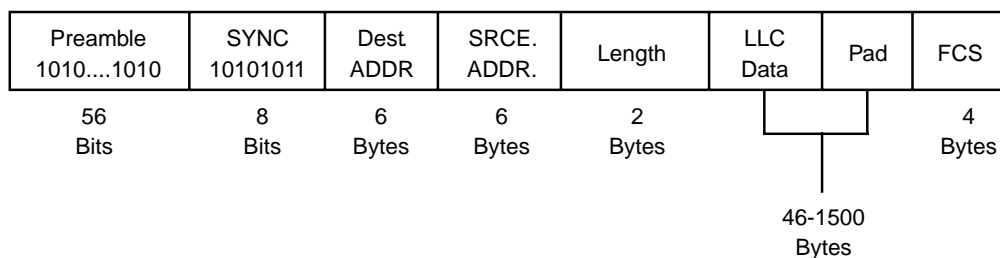 Preamble
1010....1010
SYNC
10101011
Dest.
ADDR
SRCE.
ADDR.
Length
LLC
Data
Pad
FCS
56
Bits
8
Bits
6
Bytes
6
Bytes
2
Bytes
4
Bytes
46-1500
Bytes